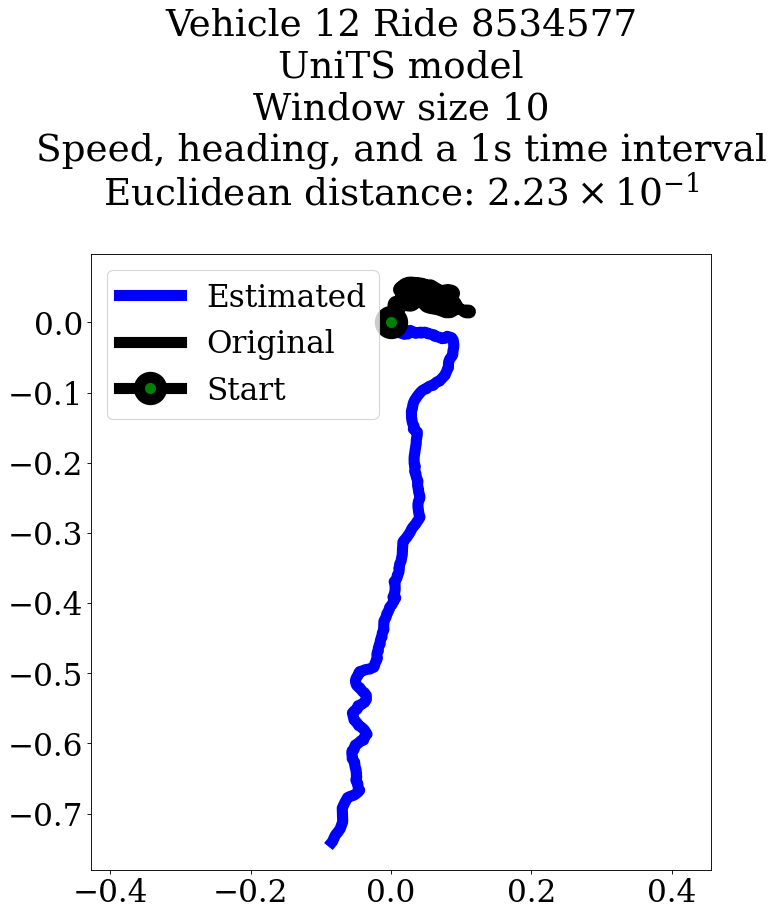 Vehicle 12 Ride 8534577
UniTS model
Window size 10
Speed, heading, and a 1s time interval
Euclidean distance: 2.23 × 10⁻¹
Estimated
Original
Start
0.0
−0.1
−0.2
−0.3
−0.4
−0.5
−0.6
−0.7
−0.4 −0.2 0.0 0.2 0.4